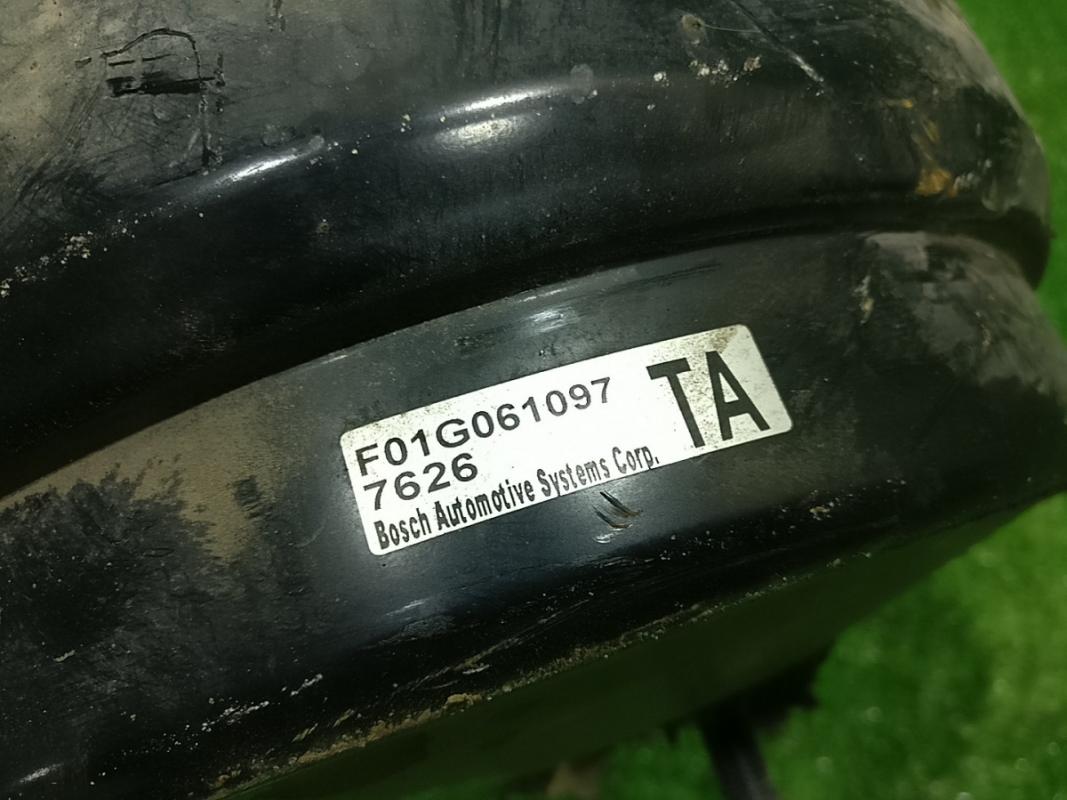 F01G061097
7626
Bosch Automotive Systems Corp.
TA